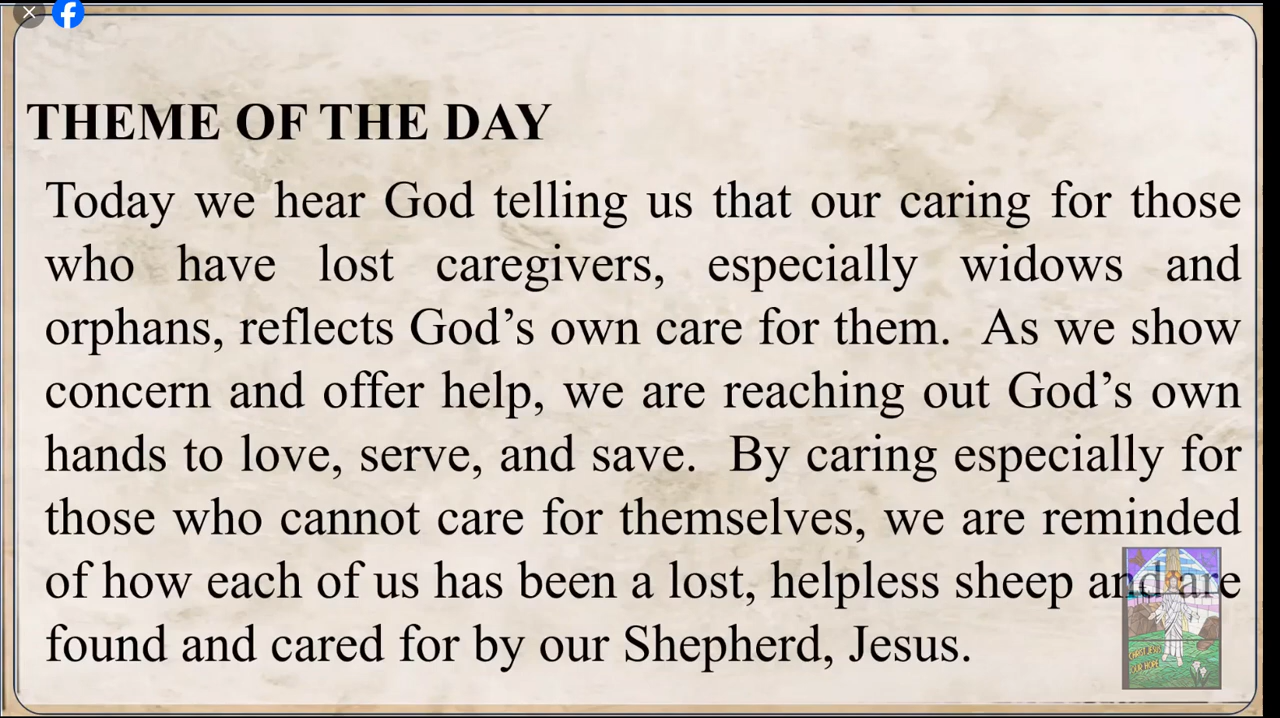 THEME OF THE DAY
Today we hear God telling us that our caring for those
who have lost caregivers, especially widows and
orphans, reflects God’s own care for them. As we show
concern and offer help, we are reaching out God’s own
hands to love, serve, and save. By caring especially for
those who cannot care for themselves, we are reminded
of how each of us has been a lost, helpless sheep and are
found and cared for by our Shepherd, Jesus.
CHRIST JESUS
OUR HOPE